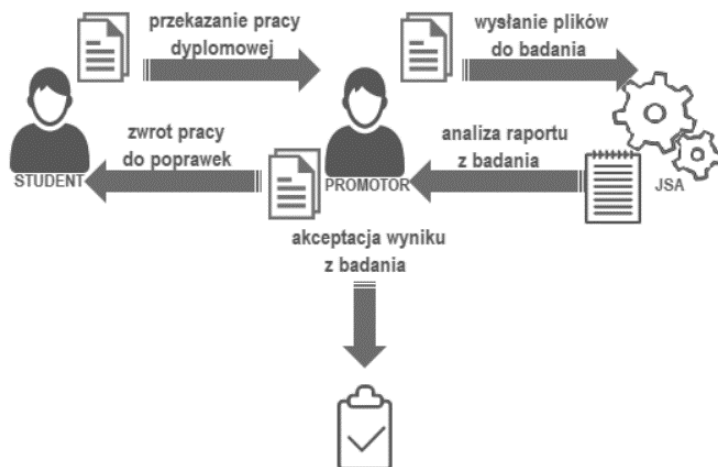 przekazanie pracy
dyplomowej
wysłanie plików
do badania
zwrot pracy
do poprawek
analiza raportu
z badania
STUDENT
PROMOTOR
JSA
akceptacja wyniku
z badania